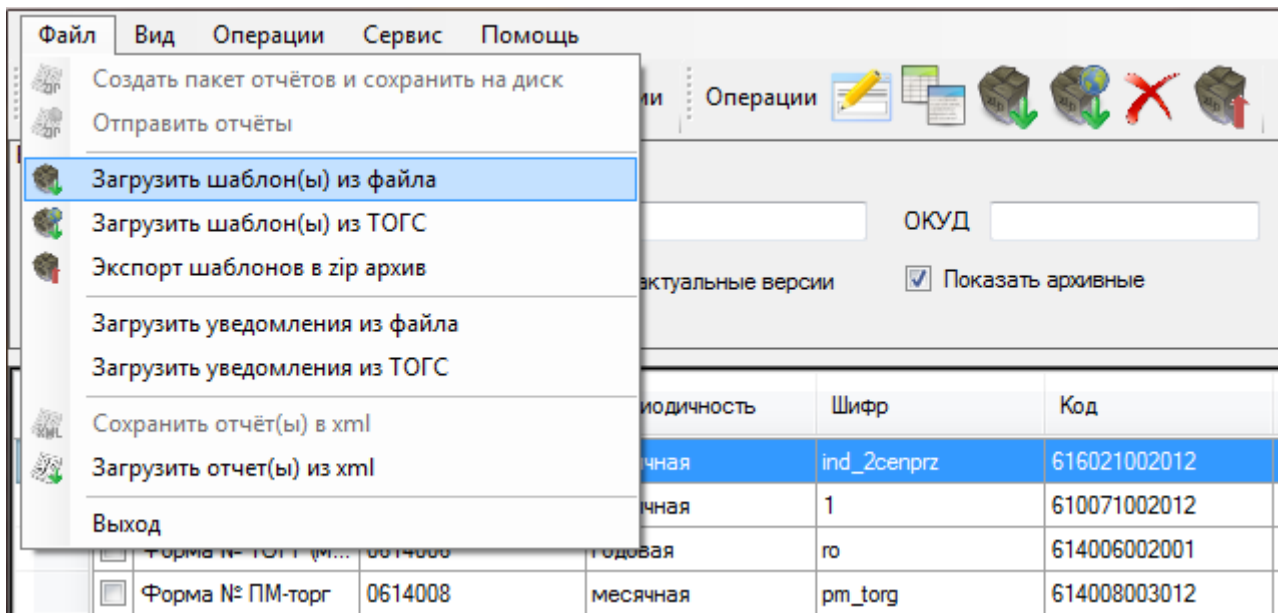 Файл Вид Операции Сервис Помощь
Создать пакет отчётов и сохранить на диск
Операции
Отправить отчёты
Загрузить шаблон(ы) из файла
Загрузить шаблон(ы) из ТОГС
ОКУД
Экспорт шаблонов в zip архив
актуальные версии Показать архивные
Загрузить уведомления из файла
Загрузить уведомления из ТОГС
Сохранить отчёт(ы) в xml
иодичность Шифр Код
Загрузить отчет(ы) из xml
чная ind_2cenprz 616021002012
Выход
чная 1 610071002012
годовая ro 614006002001
Форма № ПМ-торг 0614008 месячная pm_torg 614008003012